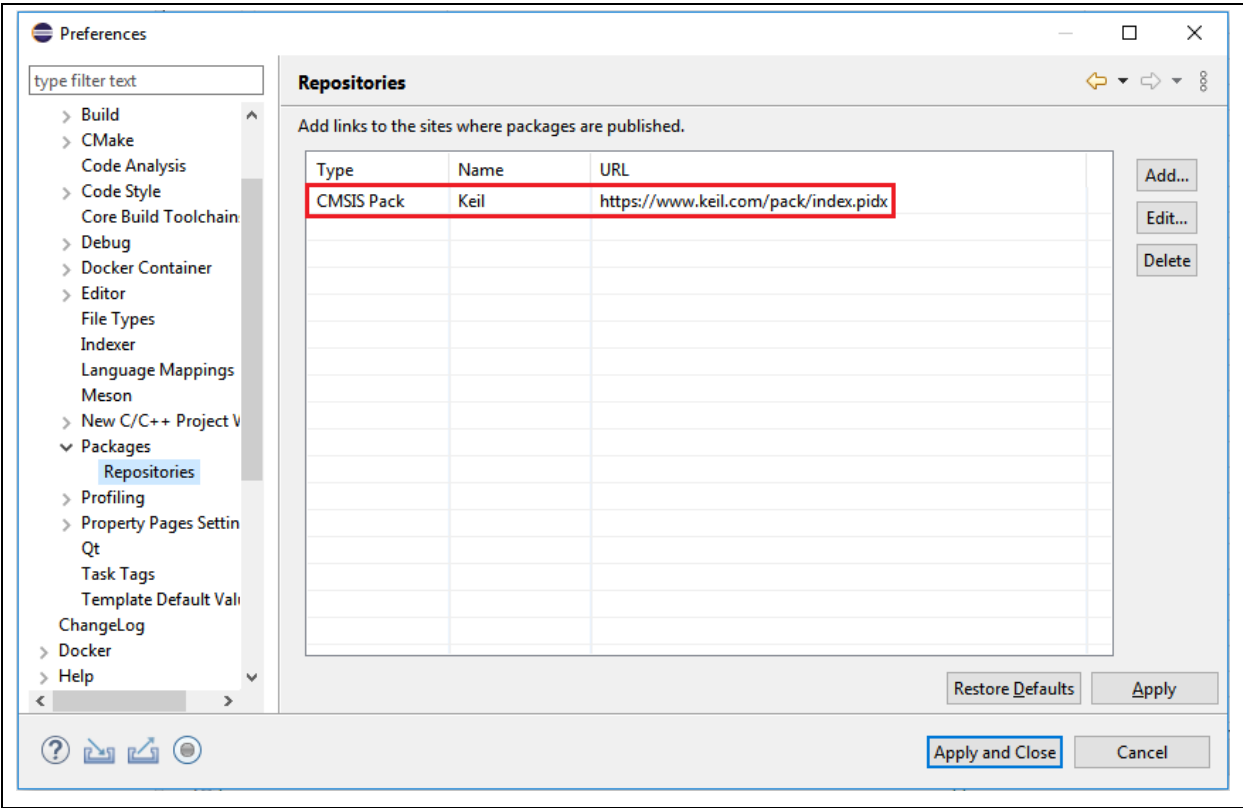 Preferences
type filter text
Build
CMake
Code Analysis
Code Style
Core Build Toolchain
Debug
Docker Container
Editor
File Types
Indexer
Language Mappings
Meson
New C/C++ Project
Packages
Repositories
Profiling
Property Pages Settin
Qt
Task Tags
Template Default Valu
ChangeLog
Docker
Help
Repositories
Add links to the sites where packages are published.
Type Name URL
CMSIS Pack Keil https://www.keil.com/pack/index.pidx
Add...
Edit...
Delete
Restore Defaults Apply
Apply and Close Cancel